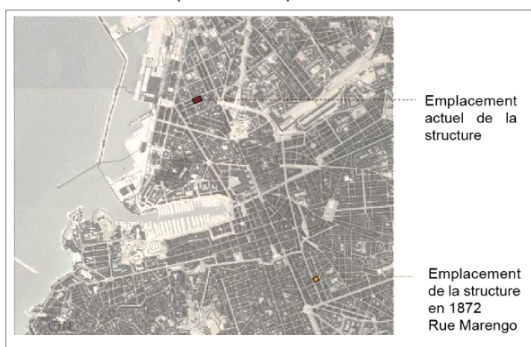 Emplacement
actuel de la
structure
Emplacement
de la structure
en 1872
Rue Marengo